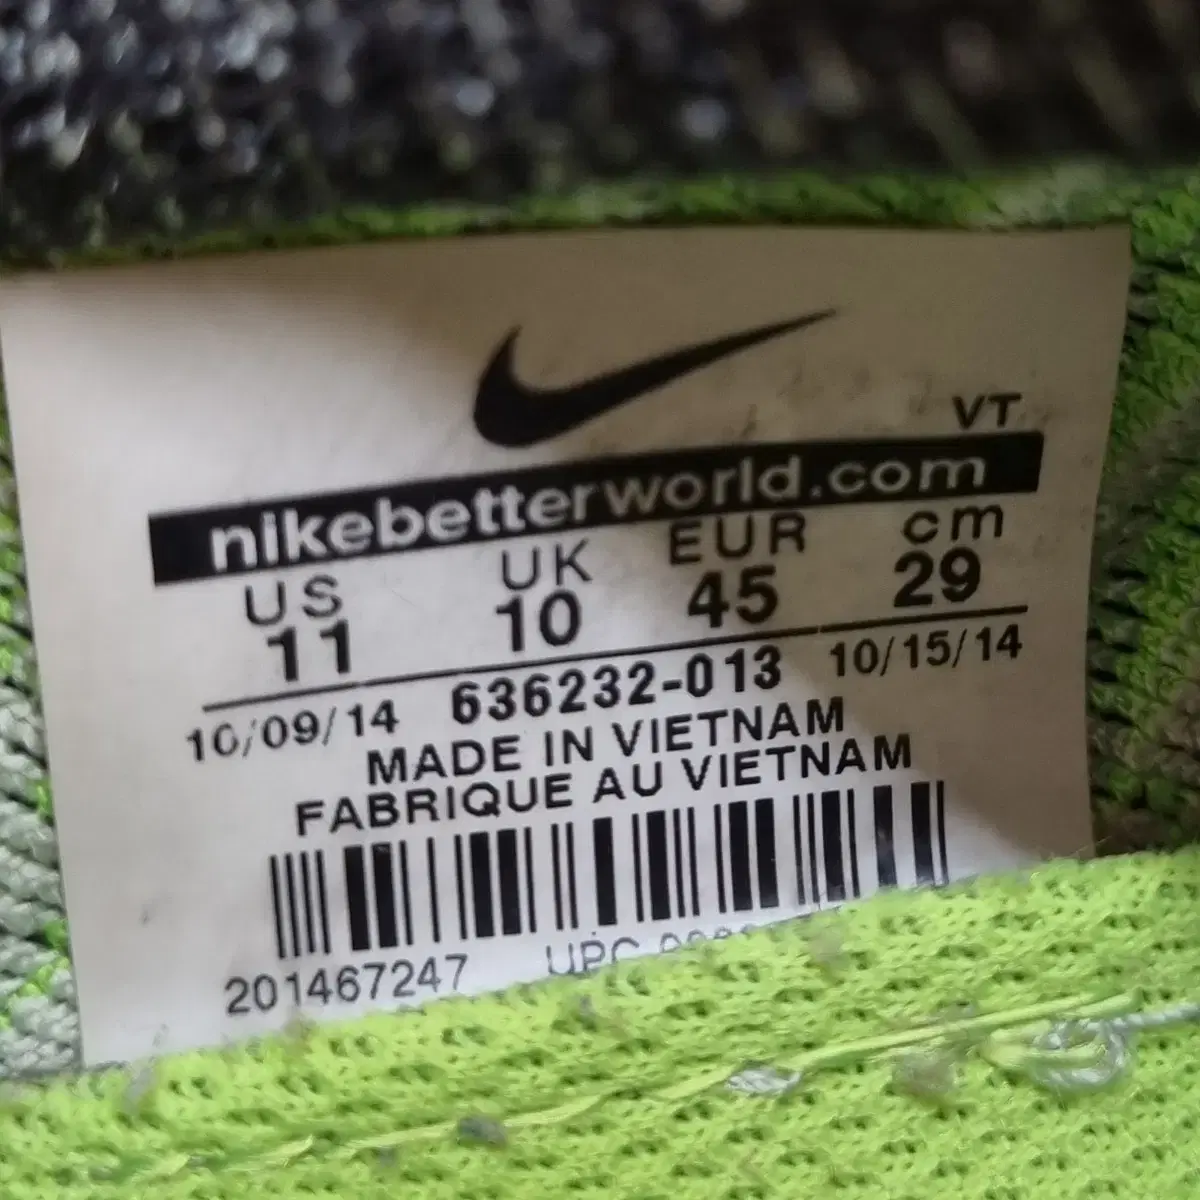 VT
nikebetterworld.com
US UK EUR cm
11 10 45 29
10/09/14 636232-013 10/15/14
MADE IN VIETNAM
FABRIQUE AU VIETNAM
201467247 UPC